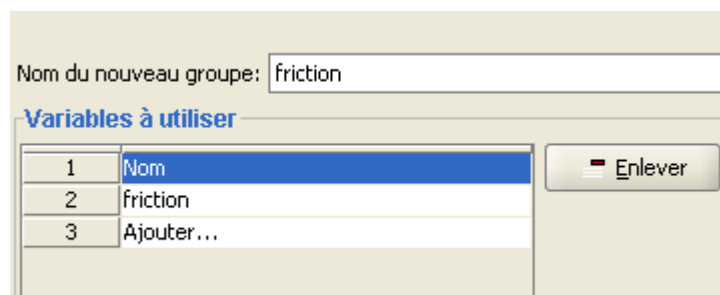 Nom du nouveau groupe: friction
Variables à utiliser
1 Nom
Enlever
2 friction
3 Ajouter...